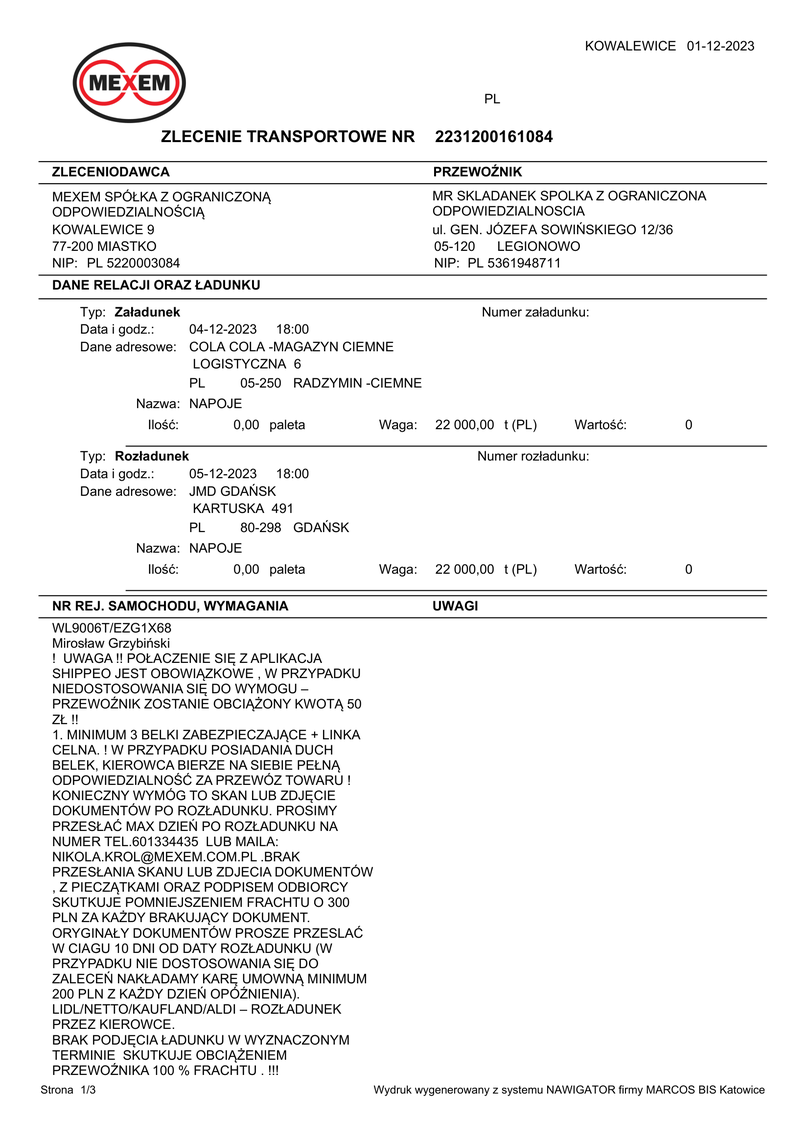 KOWALEWICE 01-12-2023
MEXEM
PL
ZLECENIE TRANSPORTOWE NR 2231200161084
ZLECENIODAWCA PRZEWOŹNIK
MEXEM SPÓŁKA Z OGRANICZONĄ MR SKLADANEK SPOLKA Z OGRANICZONA
ODPOWIEDZIALNOŚCIĄ ODPOWIEDZIALNOSCIA
KOWALEWICE 9 ul. GEN. JÓZEFA SOWIŃSKIEGO 12/36
77-200 MIASTKO 05-120 LEGIONOWO
NIP: PL 5220003084 NIP: PL 5361948711
DANE RELACJI ORAZ ŁADUNKU
Typ: Załadunek Numer załadunku:
Data i godz.: 04-12-2023 18:00
Dane adresowe: COLA COLA -MAGAZYN CIEMNE
LOGISTYCZNA 6
PL 05-250 RADZYMIN -CIEMNE
Nazwa: NAPOJE
Ilość: 0,00 paleta Waga: 22 000,00 t (PL) Wartość: 0
Typ: Rozładunek Numer rozładunku:
Data i godz.: 05-12-2023 18:00
Dane adresowe: JMD GDAŃSK
KARTUSKA 491
PL 80-298 GDAŃSK
Nazwa: NAPOJE
Ilość: 0,00 paleta Waga: 22 000,00 t (PL) Wartość: 0
NR REJ. SAMOCHODU, WYMAGANIA UWAGI
WL9006T/EZG1X68
Mirosław Grzybiński
! UWAGA !! POŁACZENIE SIĘ Z APLIKACJA
SHIPPEO JEST OBOWIĄZKOWE , W PRZYPADKU
NIEDOSTOSOWANIA SIĘ DO WYMOGU –
PRZEWOŹNIK ZOSTANIE OBCIĄŻONY KWOTĄ 50
ZŁ !!
1. MINIMUM 3 BELKI ZABEZPIECZAJĄCE + LINKA
CELNA. ! W PRZYPADKU POSIADANIA DUCH
BELEK, KIEROWCA BIERZE NA SIEBIE PEŁNĄ
ODPOWIEDZIALNOŚĆ ZA PRZEWÓZ TOWARU !
KONIECZNY WYMÓG TO SKAN LUB ZDJĘCIE
DOKUMENTÓW PO ROZŁADUNKU. PROSIMY
PRZESŁAĆ MAX DZIEŃ PO ROZŁADUNKU NA
NUMER TEL.601334435 LUB MAILA:
NIKOLA.KROL@MEXEM.COM.PL .BRAK
PRZESŁANIA SKANU LUB ZDJECIA DOKUMENTÓW
, Z PIECZĄTKAMI ORAZ PODPISEM ODBIORCY
SKUTKUJE POMNIEJSZENIEM FRACHTU O 300
PLN ZA KAŻDY BRAKUJĄCY DOKUMENT.
ORYGINAŁY DOKUMENTÓW PROSZE PRZESLAĆ
W CIAGU 10 DNI OD DATY ROZŁADUNKU (W
PRZYPADKU NIE DOSTOSOWANIA SIĘ DO
ZALECEŃ NAKŁADAMY KARĘ UMOWNĄ MINIMUM
200 PLN Z KAŻDY DZIEŃ OPÓŹNIENIA).
LIDL/NETTO/KAUFLAND/ALDI – ROZŁADUNEK
PRZEZ KIEROWCE.
BRAK PODJĘCIA ŁADUNKU W WYZNACZONYM
TERMINIE SKUTKUJE OBCIĄŻENIEM
PRZEWOŹNIKA 100 % FRACHTU . !!!
Strona 1/3 Wydruk wygenerowany z systemu NAWIGATOR firmy MARCOS BIS Katowice